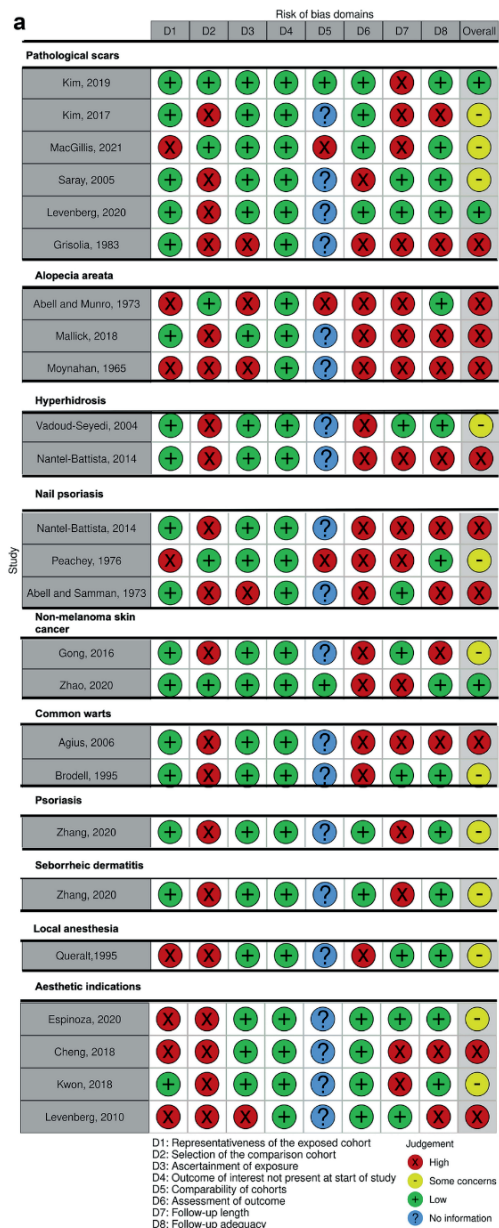 a
Risk of bias domains
D1 D2 D3 D4 D5 D6 D7 D8 Overall
Pathological scars
Kim, 2019 + + + + + + X + +
Kim, 2017 + X + + ? + X X -
MacGillis, 2021 X + + + X + X + -
Saray, 2005 + X + + ? X + + -
Levenberg, 2020 + X + + ? + + + +
Grisolia, 1983 + X X + ? X X X X
Alopecia areata
Abell and Munro, 1973 X + X + X X X + X
Mallick, 2018 + X + + ? X X X X
Moynahan, 1965 X X X + ? X X X X
Hyperhidrosis
Vadoud-Seyedi, 2004 + X + + ? X + + -
Nantel-Battista, 2014 + X + + ? X X X X
Nail psoriasis
Nantel-Battista, 2014 + X + + ? X X X X
Peachey, 1976 X + + + X X X + -
Abell and Samman, 1973 + X X + ? X + X X
Study
Non-melanoma skin
cancer
Gong, 2016 + X + + ? X + X -
Zhao, 2020 + + + + + X X + +
Common warts
Agius, 2006 + X + + ? X X X X
Brodell, 1995 + X + + ? X + + -
Psoriasis
Zhang, 2020 + X + + ? + X + -
Seborrheic dermatitis
Zhang, 2020 + X + + ? + X + -
Local anesthesia
Queralt,1995 X X + + ? X + + -
Aesthetic indications
Espinoza, 2020 X X + + ? + + + -
Cheng, 2018 X X + + ? + X X X
Kwon, 2018 + X + + ? + X + -
Levenberg, 2010 X X X + ? + + X X
D1: Representativeness of the exposed cohort
D2: Selection of the comparison cohort
D3: Ascertainment of exposure
D4: Outcome of interest not present at start of study
D5: Comparability of cohorts
D6: Assessment of outcome
D7: Follow-up length
D8: Follow-up adequacy
Judgement
X High
- Some concerns
+ Low
? No information